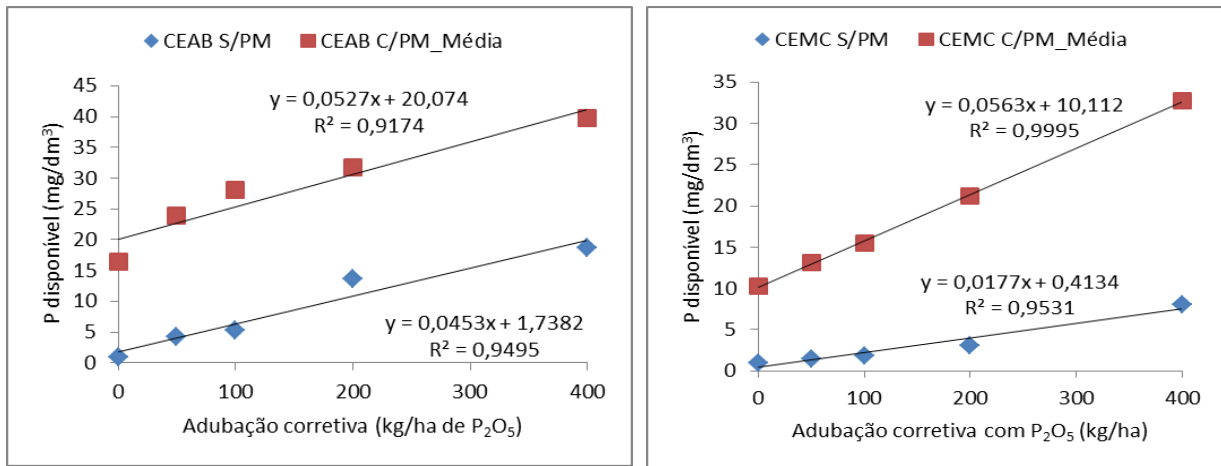 CEAB S/PM CEAB C/PM_Média
45
40
35
30
25
20
15
10
5
0
P disponível (mg/dm³)
y = 0,0527x + 20,074
R² = 0,9174
y = 0,0453x + 1,7382
R² = 0,9495
0 100 200 300 400
Adubação corretiva (kg/ha de P₂O₅)
CEMC S/PM CEMC C/PM_Média
35
30
25
20
15
10
5
0
P disponível (mg/dm³)
y = 0,0563x + 10,112
R² = 0,9995
y = 0,0177x + 0,4134
R² = 0,9531
0 100 200 300 400
Adubação corretiva com P₂O₅ (kg/ha)